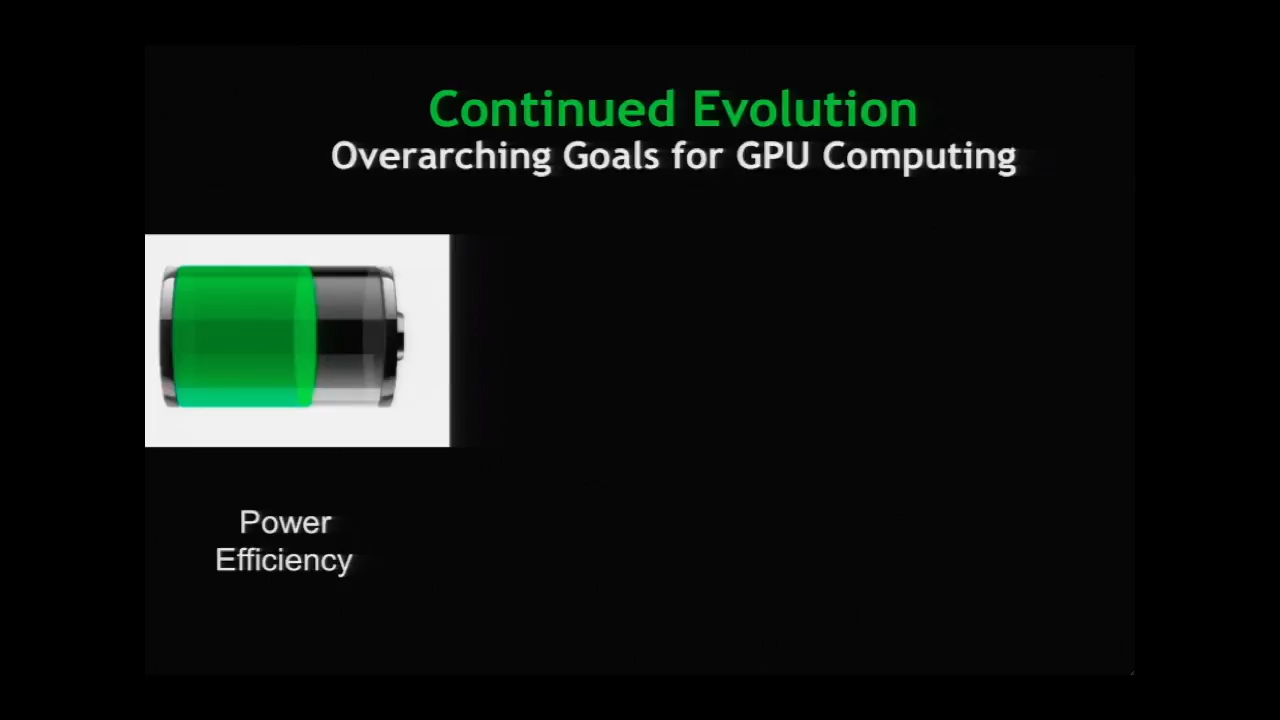 Continued Evolution
Overarching Goals for GPU Computing
Power
Efficiency